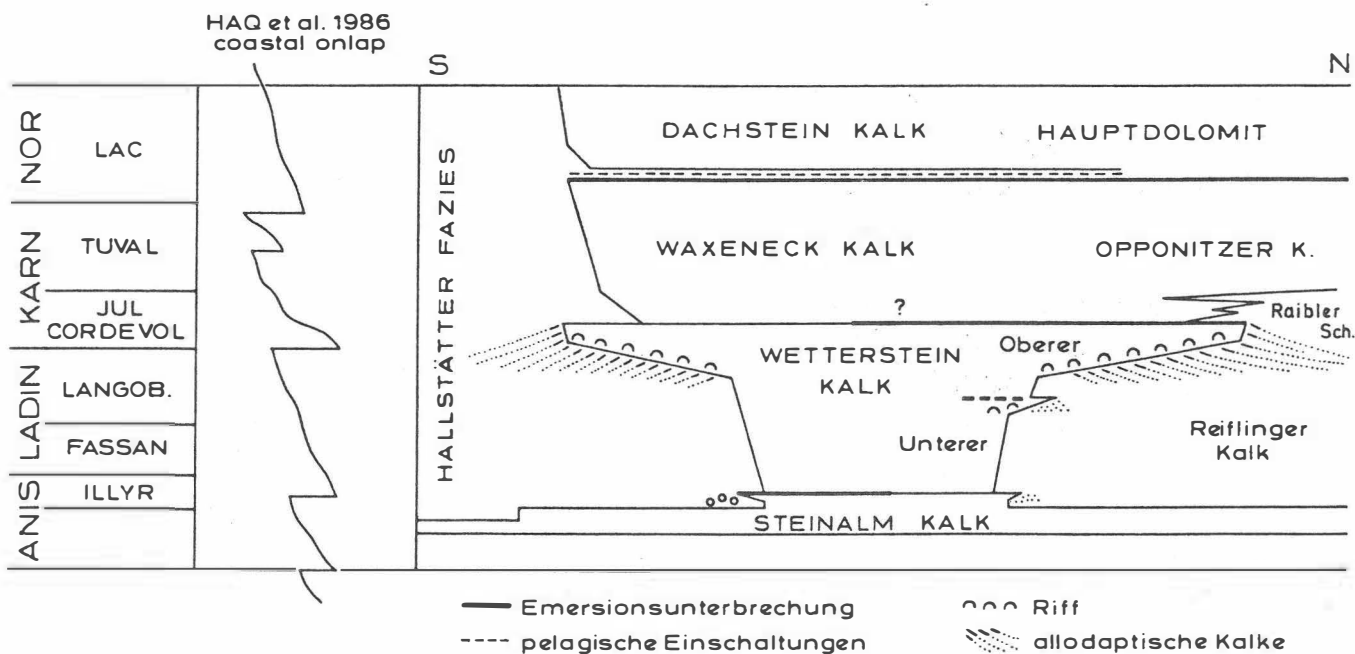 HAQ et al. 1986
coastal onlap
S
N
NOR
LAC
KARN
TUVAL
JUL
CORDEVOL
LADIN
LANGOB.
FASSAN
ANIS
ILLYR
HALLSTÄTTER FAZIES
DACHSTEIN KALK
HAUPTDOLOMIT
WAXENECK KALK
OPPONITZER K.
?
Raibler
Sch.
WETTERSTEIN
KALK
Oberer
Unterer
Reiflinger
Kalk
STEINALM KALK
Emersionsunterbrechung
Riff
pelagische Einschaltungen
allodaptische Kalke